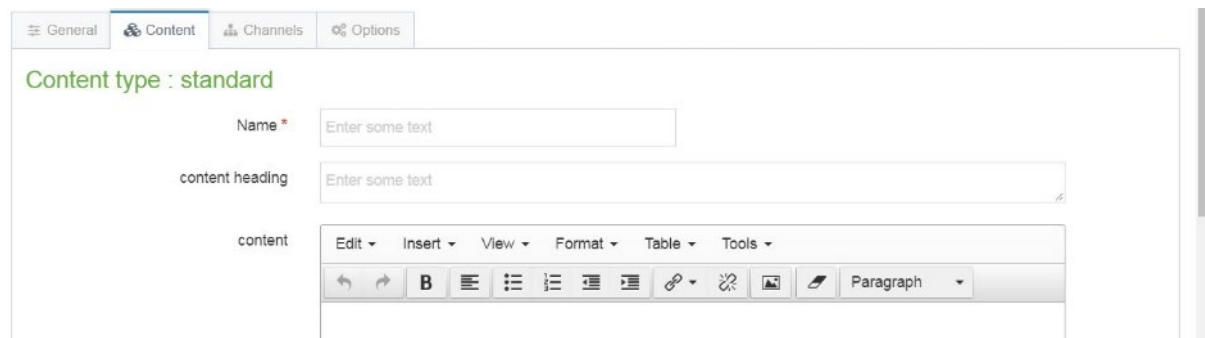 General Content Channels Options
Content type : standard
Name * Enter some text
content heading Enter some text
content Edit Insert View Format Table Tools
B Paragraph